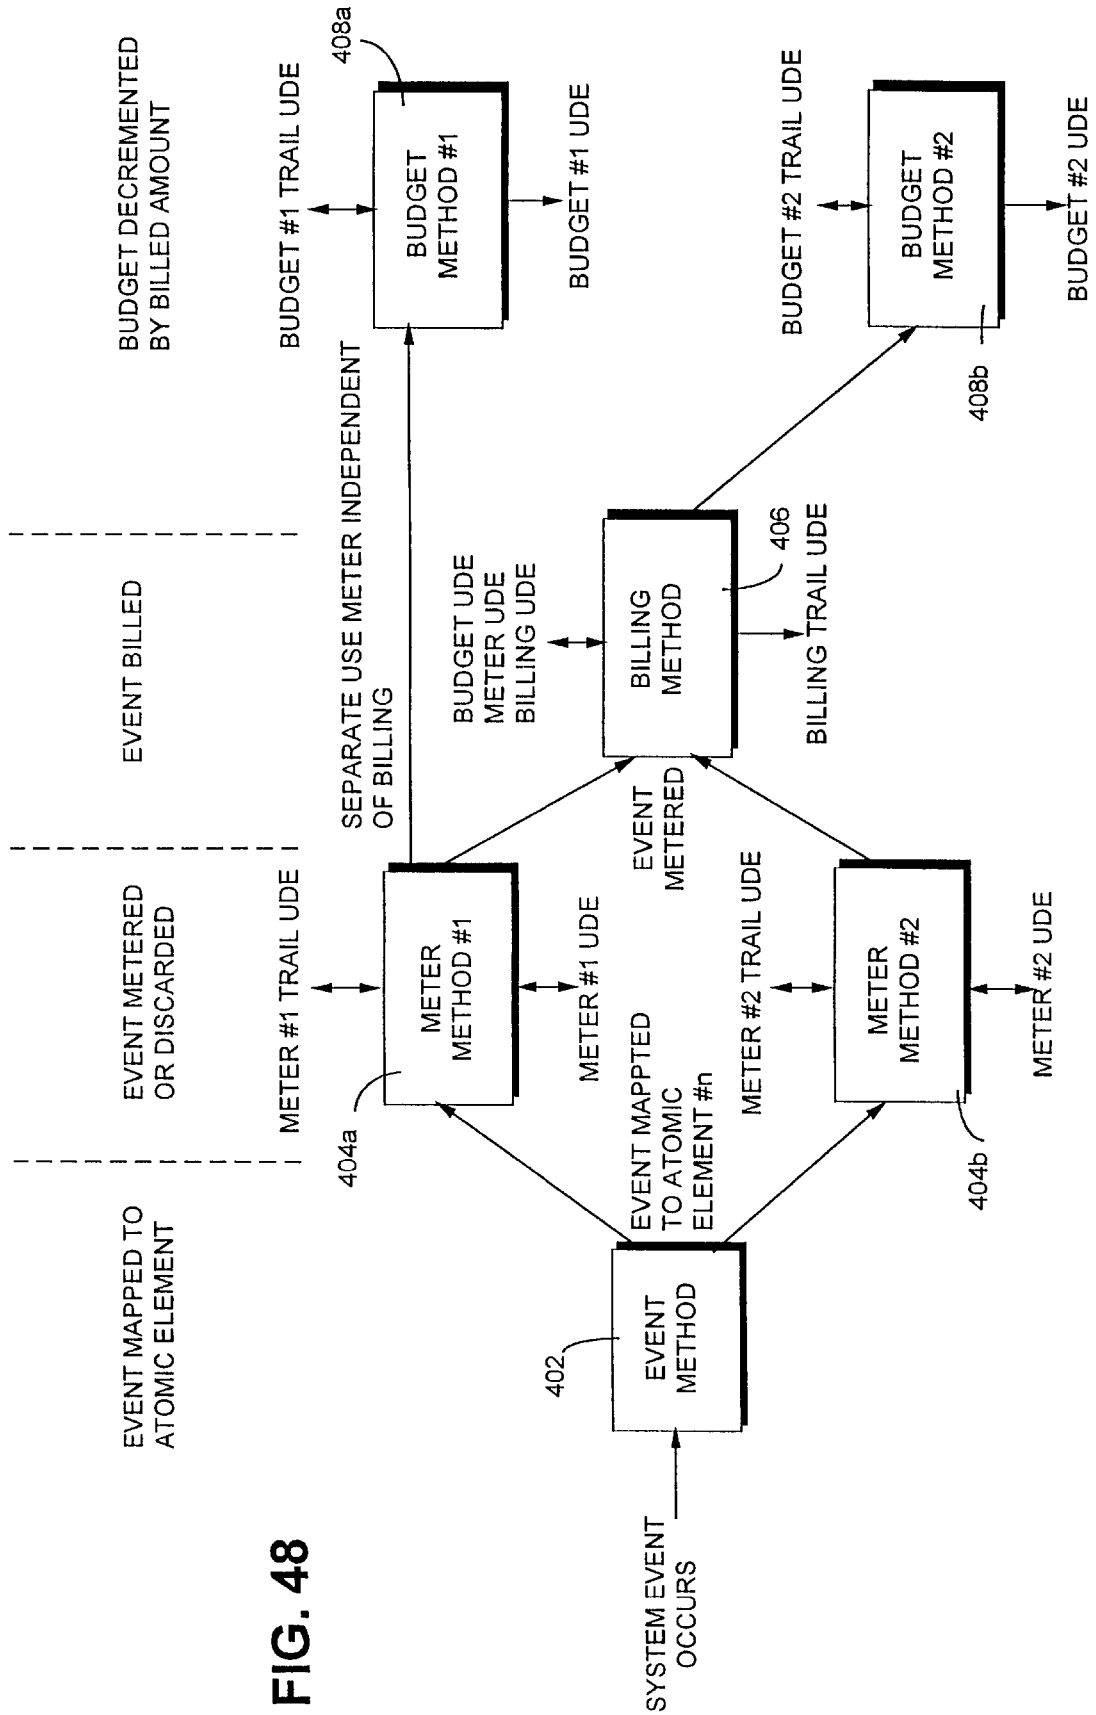 FIG. 48
EVENT MAPPED TO
ATOMIC ELEMENT
EVENT METERED
OR DISCARDED
EVENT BILLED
BUDGET DECREMENTED
BY BILLED AMOUNT
SYSTEM EVENT
OCCURS
402
EVENT
METHOD
EVENT MAPPTED
TO ATOMIC
ELEMENT #n
METER #1 TRAIL UDE
404a
METER
METHOD #1
METER #1 UDE
METER #2 TRAIL UDE
METER
METHOD #2
404b
METER #2 UDE
SEPARATE USE METER INDEPENDENT
OF BILLING
EVENT
METERED
BUDGET UDE
METER UDE
BILLING UDE
BILLING
METHOD
406
BILLING TRAIL UDE
BUDGET #1 TRAIL UDE
408a
BUDGET
METHOD #1
BUDGET #1 UDE
BUDGET #2 TRAIL UDE
BUDGET
METHOD #2
408b
BUDGET #2 UDE